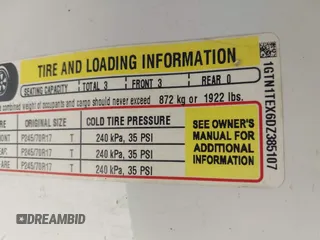 TIRE AND LOADING INFORMATION
SEATING CAPACITY TOTAL 3 FRONT 3 REAR 0
combined weight of occupants and cargo should never exceed 872 kg or 1922 lbs.
ORIGINAL SIZE COLD TIRE PRESSURE
P245/70R17 T 240 kPa, 35 PSI
P245/70R17 T 240 kPa, 35 PSI
P245/70R17 T 240 kPa, 35 PSI
SEE OWNER'S
MANUAL FOR
ADDITIONAL
INFORMATION
1GTN1TEX6DZ385107
DREAMBID